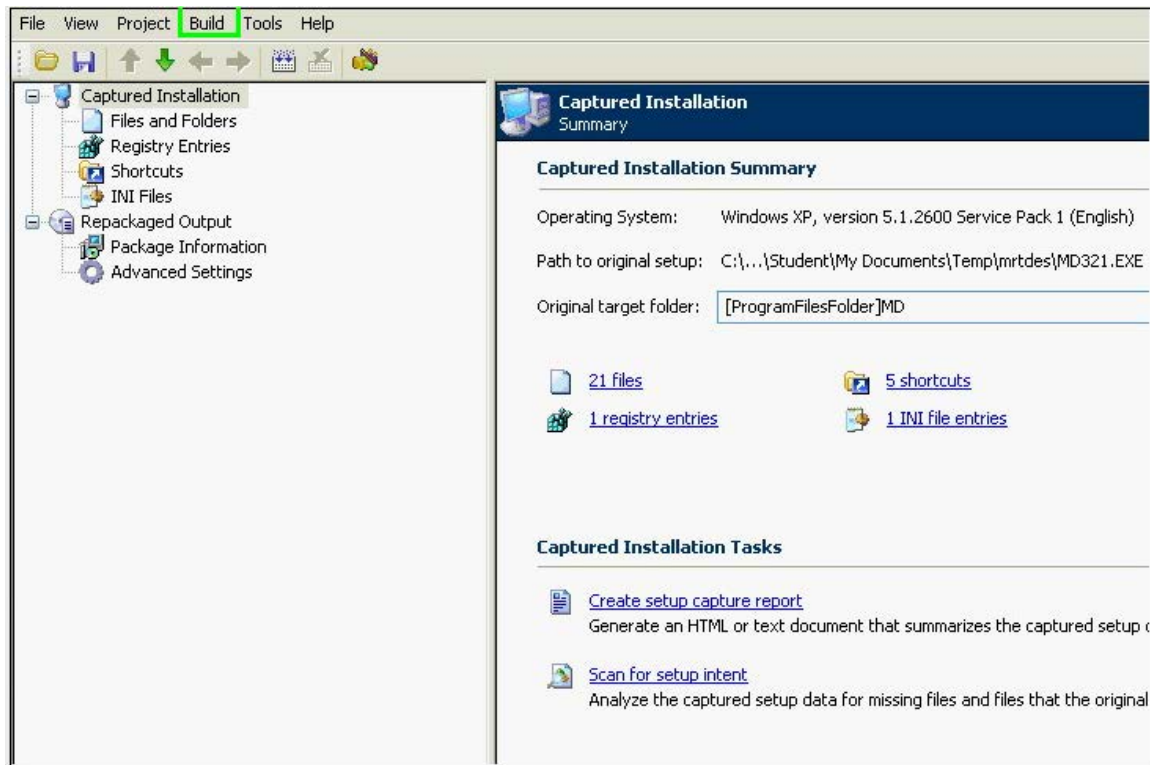 File View Project Build Tools Help
Captured Installation
Files and Folders
Registry Entries
Shortcuts
INI Files
Repackaged Output
Package Information
Advanced Settings
Captured Installation
Summary
Captured Installation Summary
Operating System: Windows XP, version 5.1.2600 Service Pack 1 (English)
Path to original setup: C:\...\Student\My Documents\Temp\mrtdes\MD321.EXE
Original target folder: [ProgramFilesFolder]MD
21 files 5 shortcuts
1 registry entries 1 INI file entries
Captured Installation Tasks
Create setup capture report
Generate an HTML or text document that summarizes the captured setup
Scan for setup intent
Analyze the captured setup data for missing files and files that the original